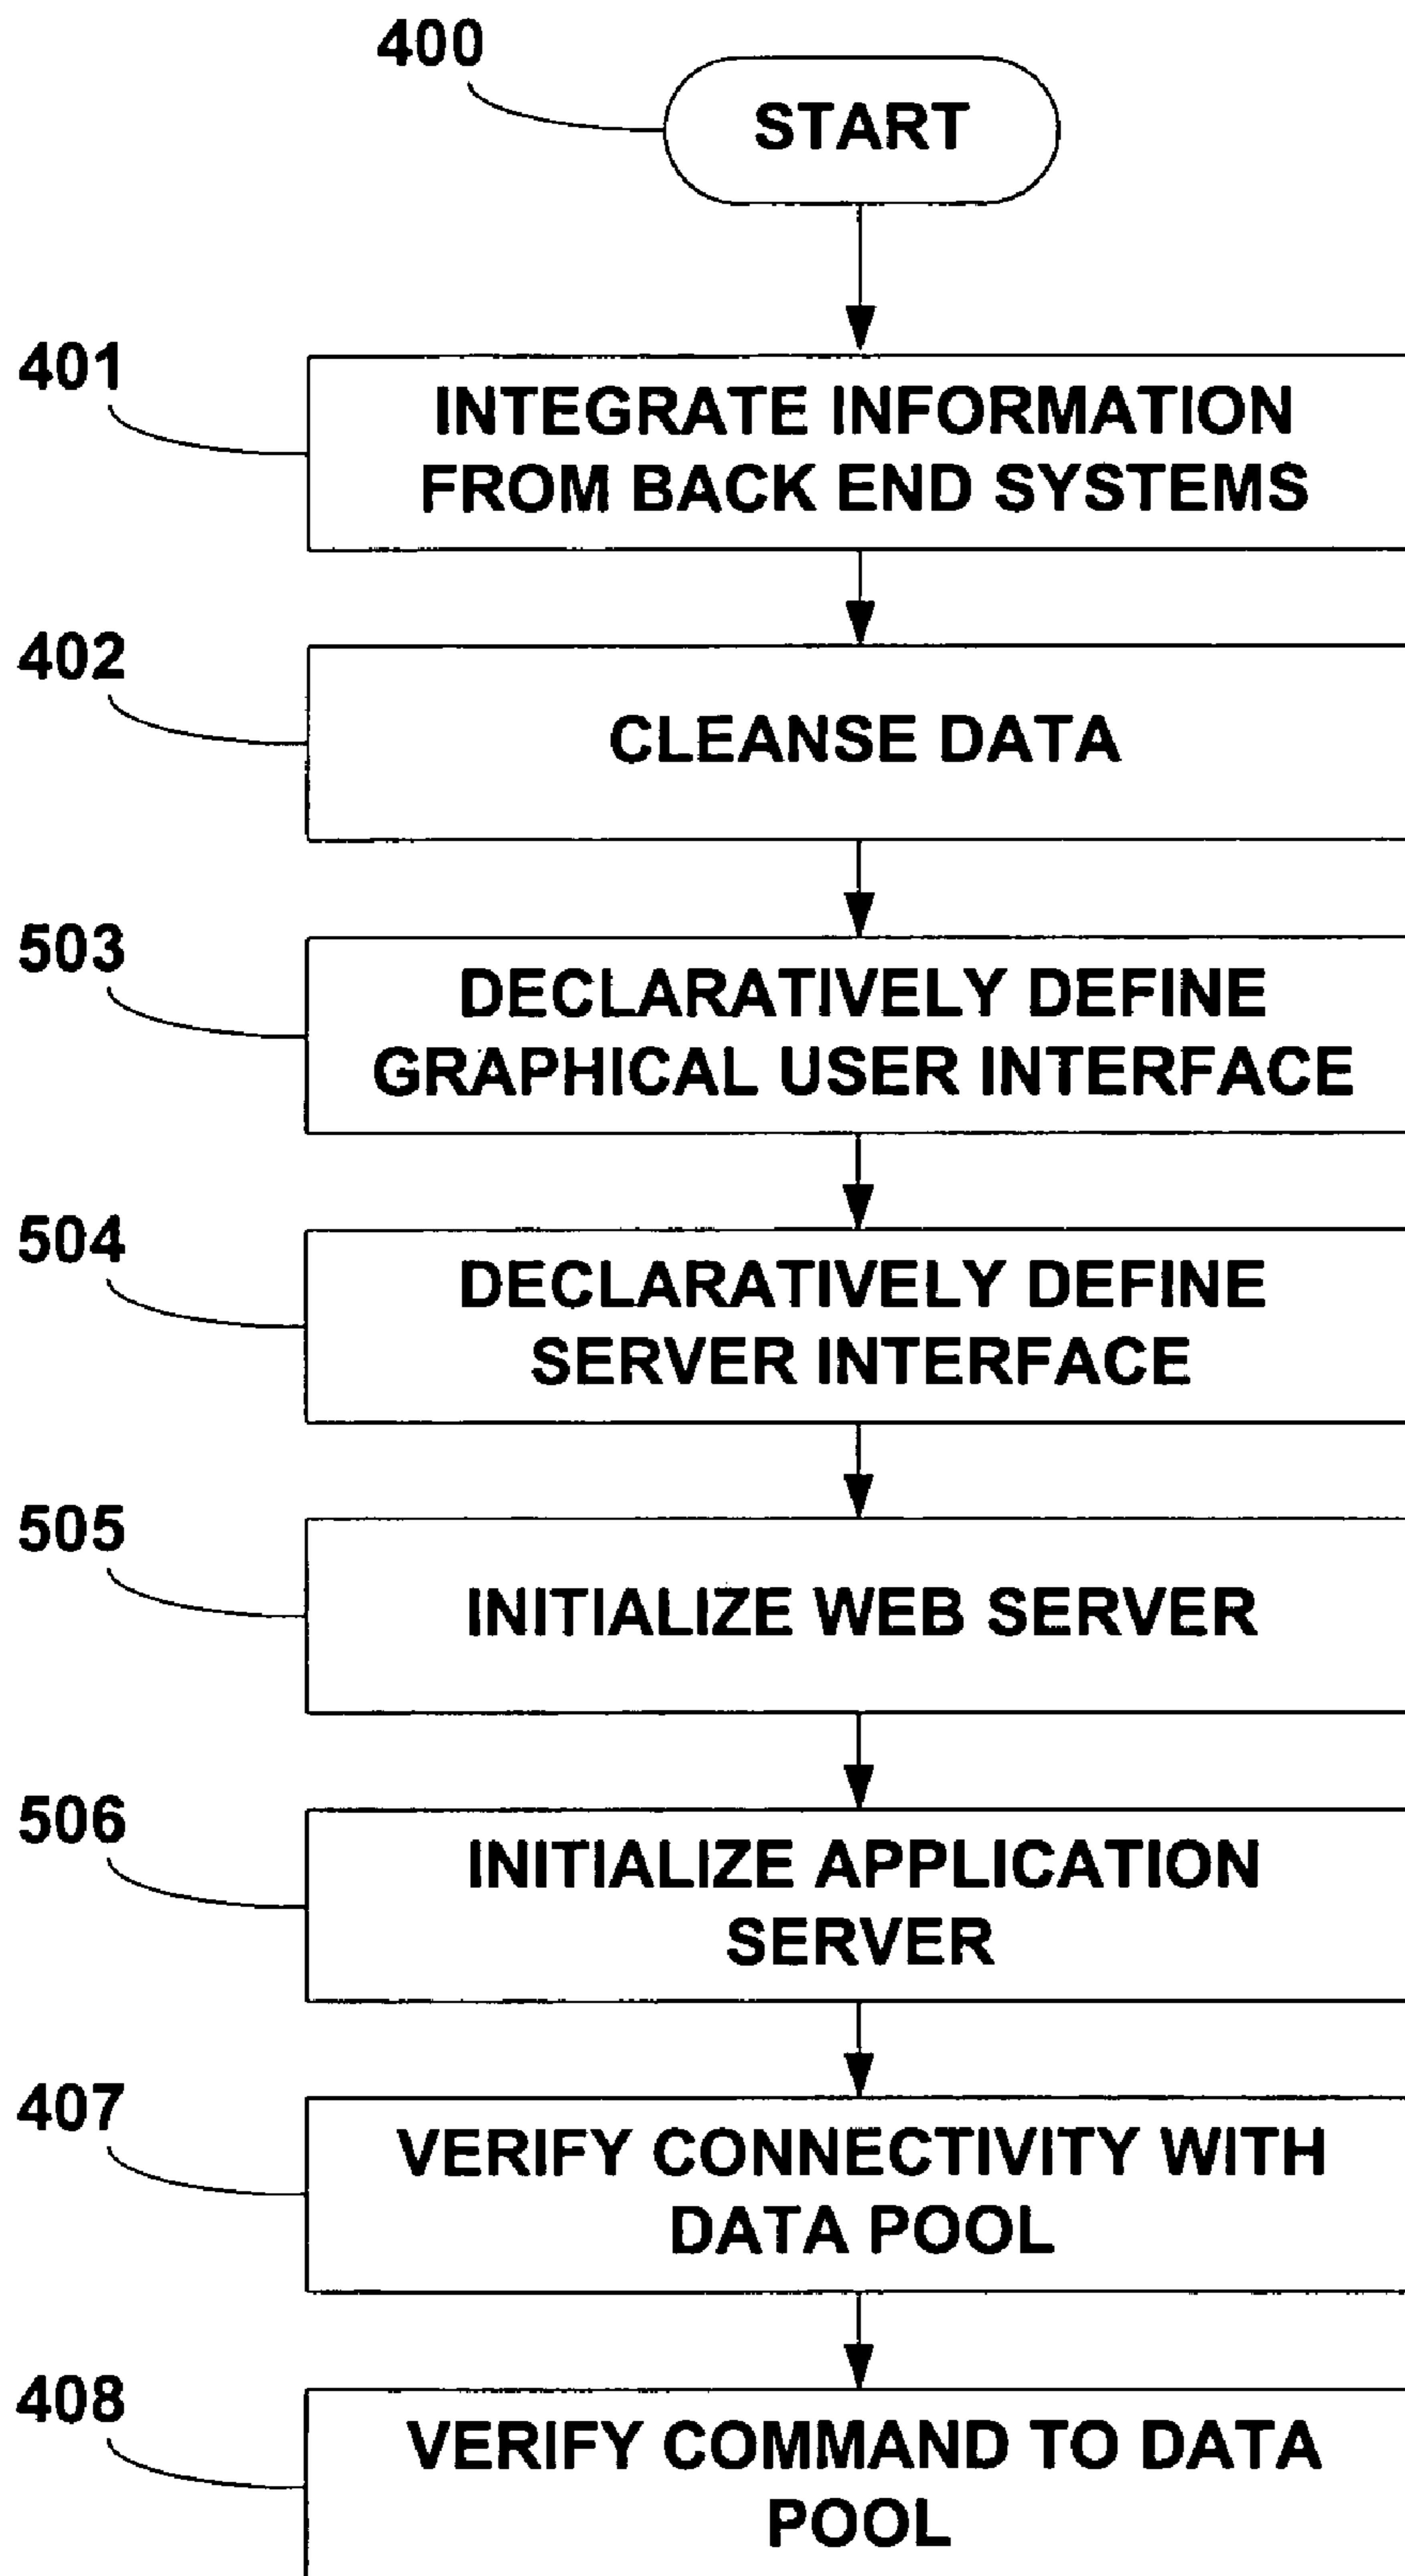 400
START
401
INTEGRATE INFORMATION
FROM BACK END SYSTEMS
402
CLEANSE DATA
503
DECLARATIVELY DEFINE
GRAPHICAL USER INTERFACE
504
DECLARATIVELY DEFINE
SERVER INTERFACE
505
INITIALIZE WEB SERVER
506
INITIALIZE APPLICATION
SERVER
407
VERIFY CONNECTIVITY WITH
DATA POOL
408
VERIFY COMMAND TO DATA
POOL